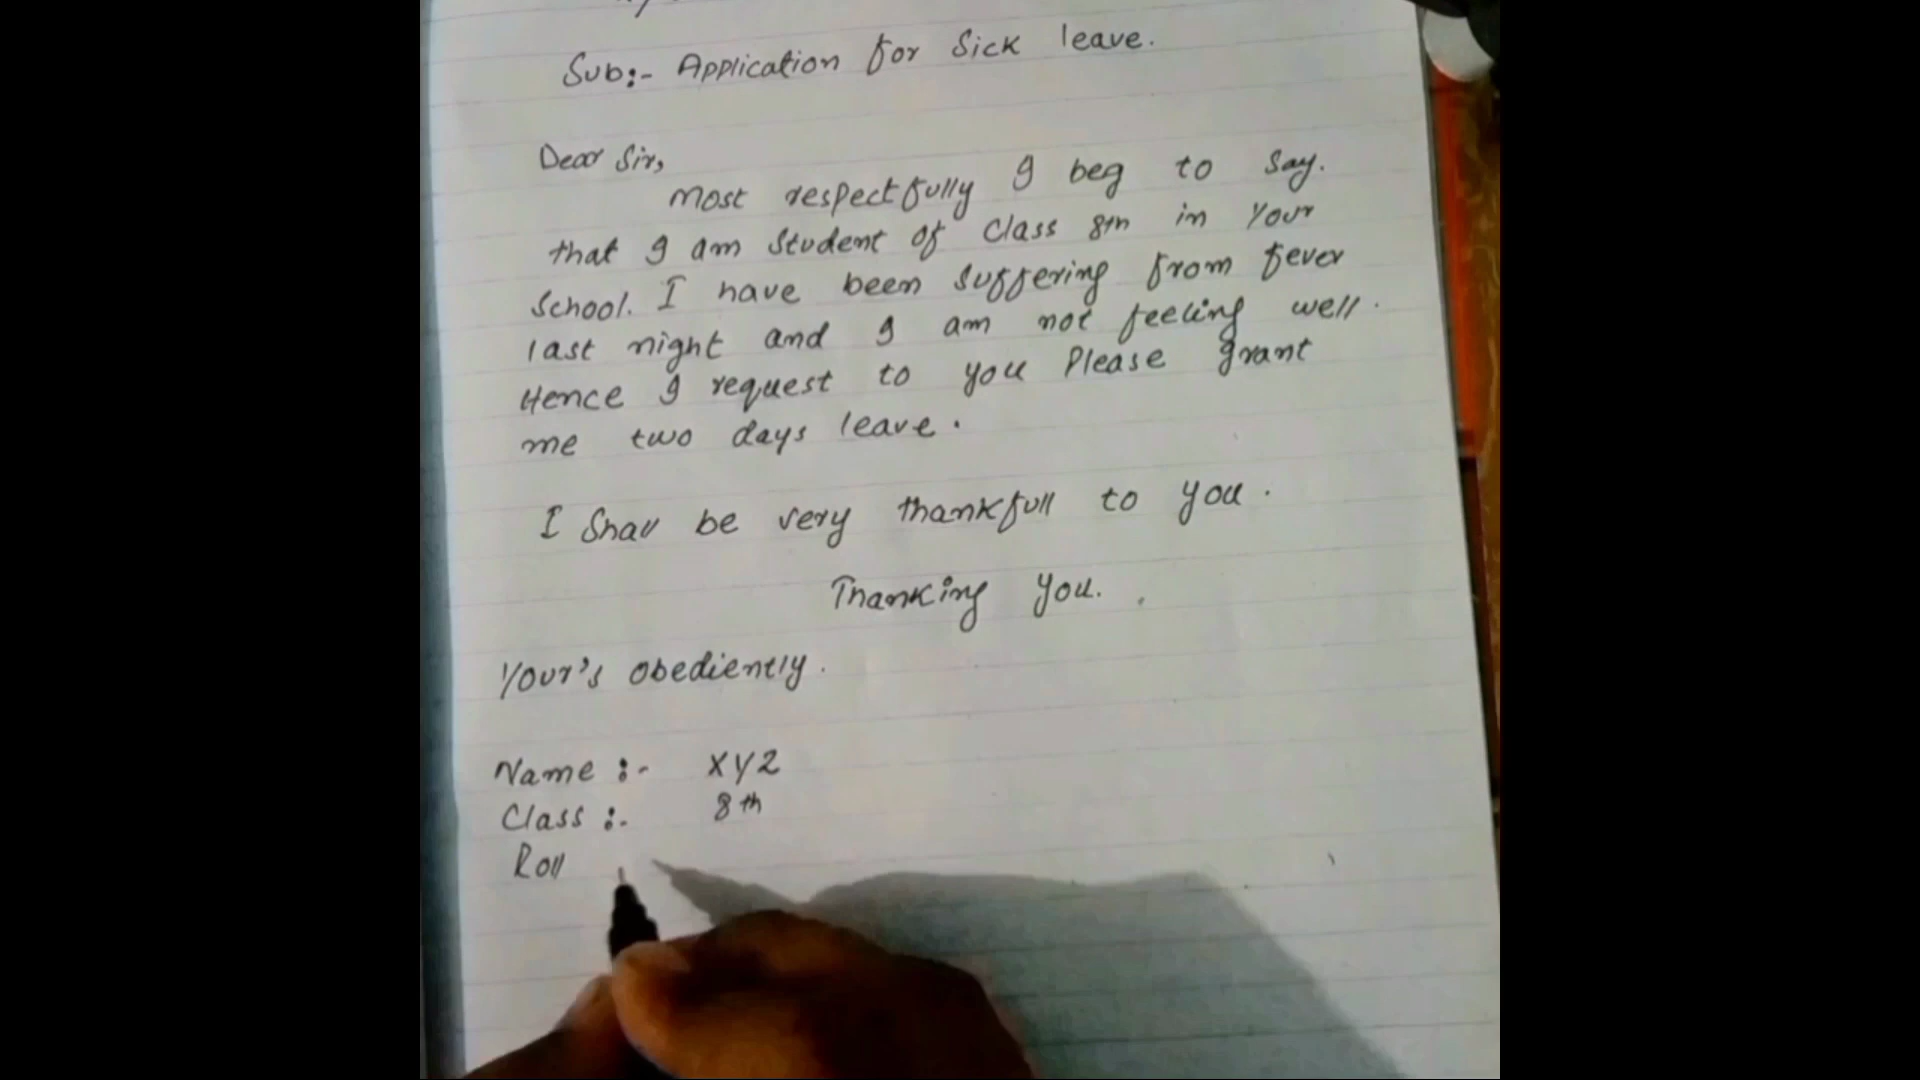 Sub:- Application for Sick leave.
Dear Sir,
Most respectfully I beg to say.
that I am Student of Class 8th in Your
School. I have been suffering from fever
last night and I am not feeling well.
Hence I request to you Please grant
me two days leave.
I Shall be very thankfull to you.
Thanking you.
Your's obediently.
Name :- XYZ
Class :- 8th
Roll